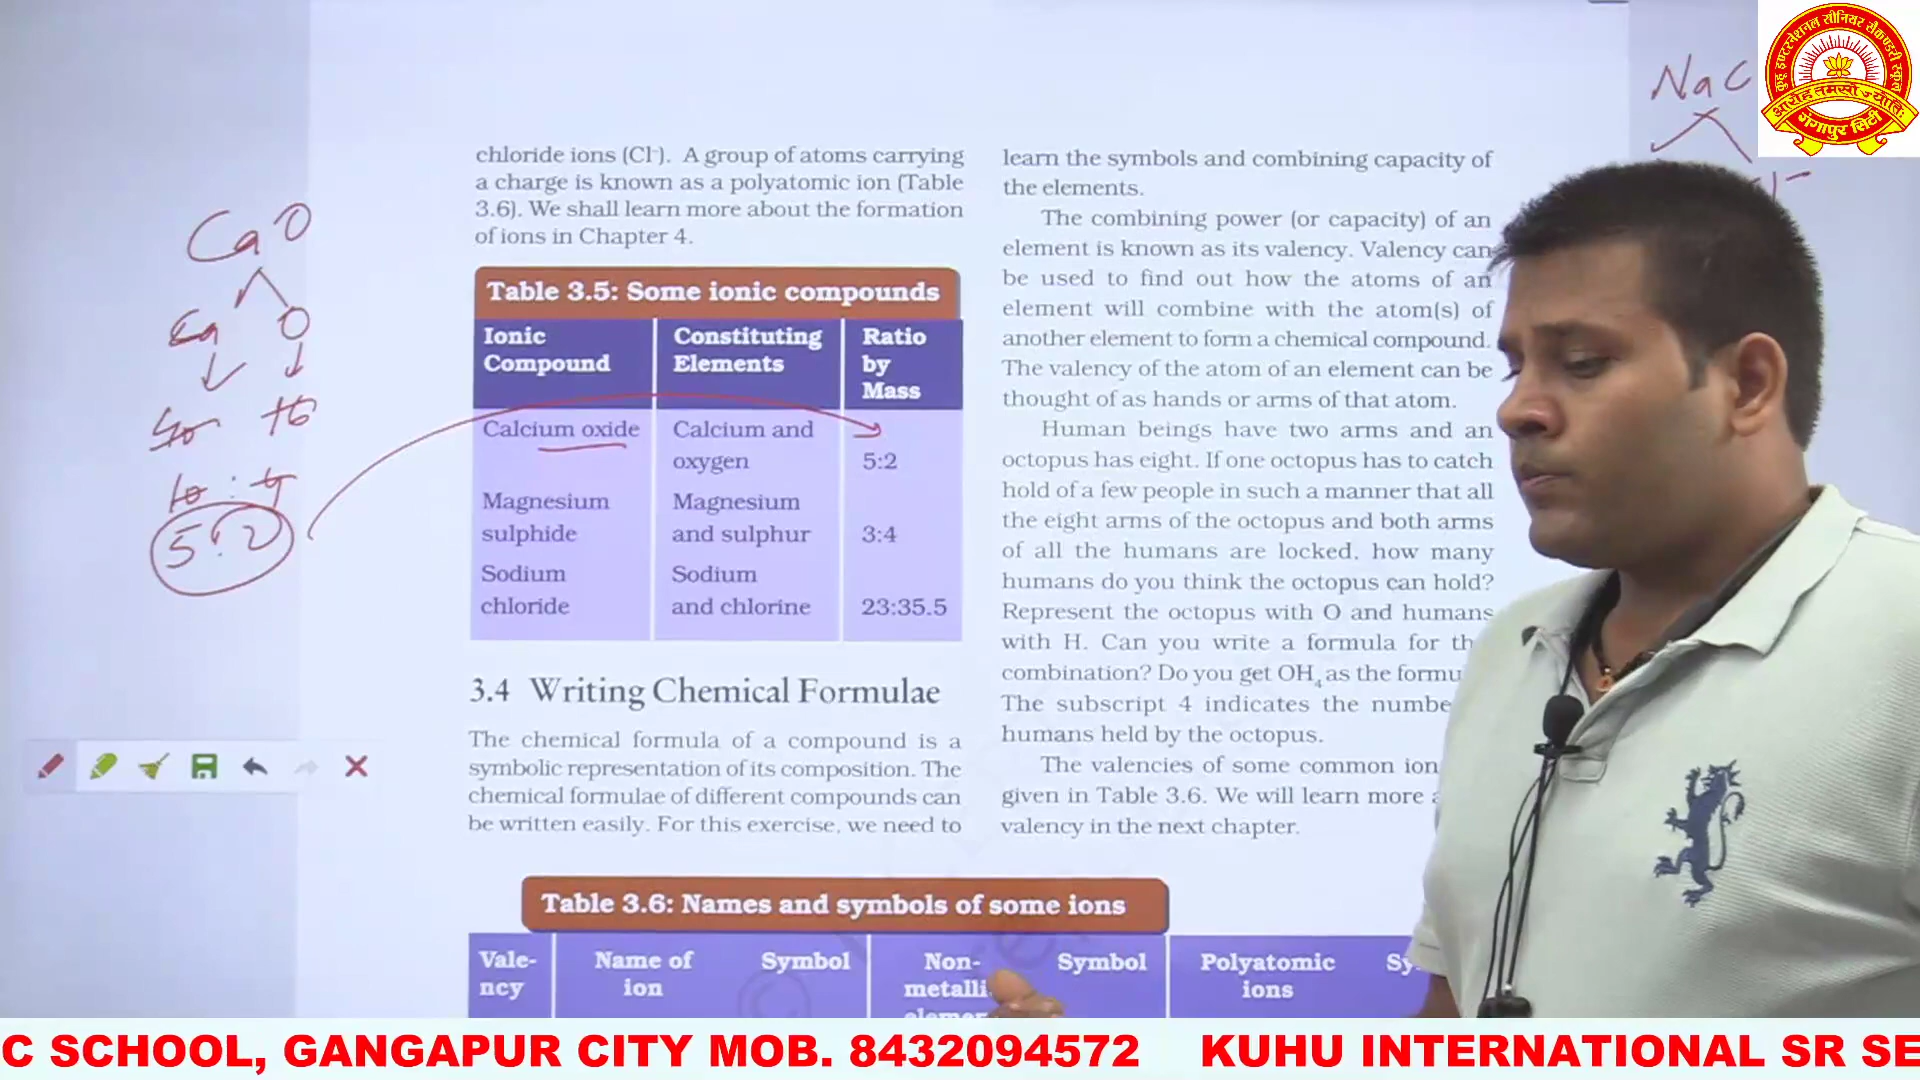 कुहू इण्टरनेशनल सीनियर सैकण्डरी स्कूल
आरोह तमसो ज्योतिः
गंगापुर सिटी
NaC
CaO
Ca O
40 16
10 : 4
5:2
chloride ions (Cl⁻). A group of atoms carrying
a charge is known as a polyatomic ion (Table
3.6). We shall learn more about the formation
of ions in Chapter 4.
Table 3.5: Some ionic compounds
Ionic Compound Constituting Elements Ratio by Mass
Calcium oxide Calcium and oxygen 5:2
Magnesium sulphide Magnesium and sulphur 3:4
Sodium chloride Sodium and chlorine 23:35.5
3.4 Writing Chemical Formulae
The chemical formula of a compound is a
symbolic representation of its composition. The
chemical formulae of different compounds can
be written easily. For this exercise, we need to
learn the symbols and combining capacity of
the elements.
The combining power (or capacity) of an
element is known as its valency. Valency can
be used to find out how the atoms of an
element will combine with the atom(s) of
another element to form a chemical compound.
The valency of the atom of an element can be
thought of as hands or arms of that atom.
Human beings have two arms and an
octopus has eight. If one octopus has to catch
hold of a few people in such a manner that all
the eight arms of the octopus and both arms
of all the humans are locked, how many
humans do you think the octopus can hold?
Represent the octopus with O and humans
with H. Can you write a formula for th
combination? Do you get OH₄ as the formu
The subscript 4 indicates the numbe
humans held by the octopus.
The valencies of some common ion
given in Table 3.6. We will learn more a
valency in the next chapter.
Table 3.6: Names and symbols of some ions
Vale-ncy Name of ion Symbol Non-metalli Symbol Polyatomic ions Sy
C SCHOOL, GANGAPUR CITY MOB. 8432094572 KUHU INTERNATIONAL SR SE